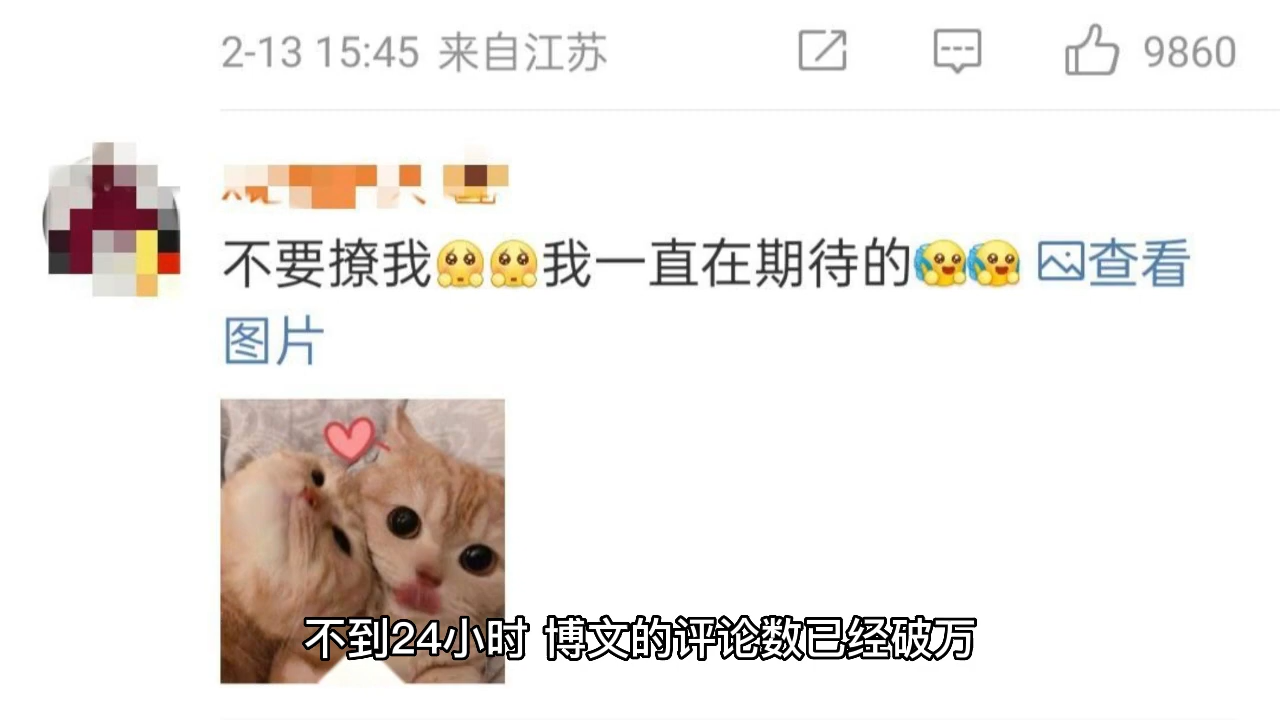 2-13 15:45 来自江苏 9860
不要撩我🥺🥺我一直在期待的🥹🥹 查看
图片
不到24小时 博文的评论数已经破万